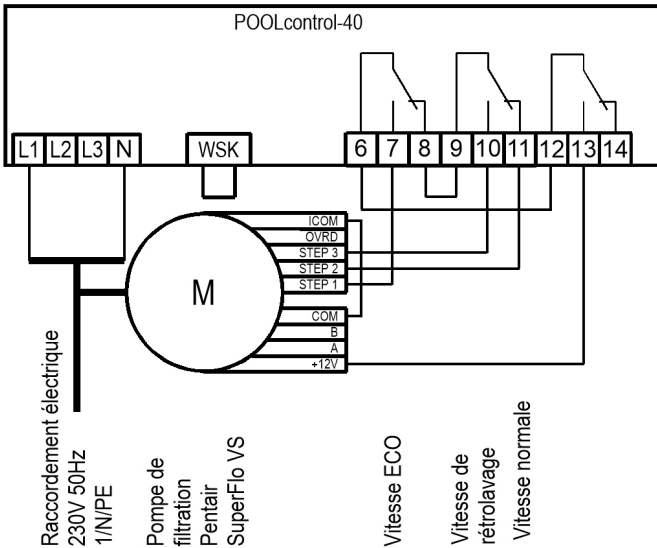 POOLcontrol-40
L1 L2 L3 N
WSK
6 7 8 9 10 11 12 13 14
ICOM
OVRD
STEP 3
STEP 2
STEP 1
M
COM
B
A
+12V
Raccordement électrique
230V 50Hz
1/N/PE
Pompe de
filtration
Pentair
SuperFlo VS
Vitesse ECO
Vitesse de
rétrolavage
Vitesse normale